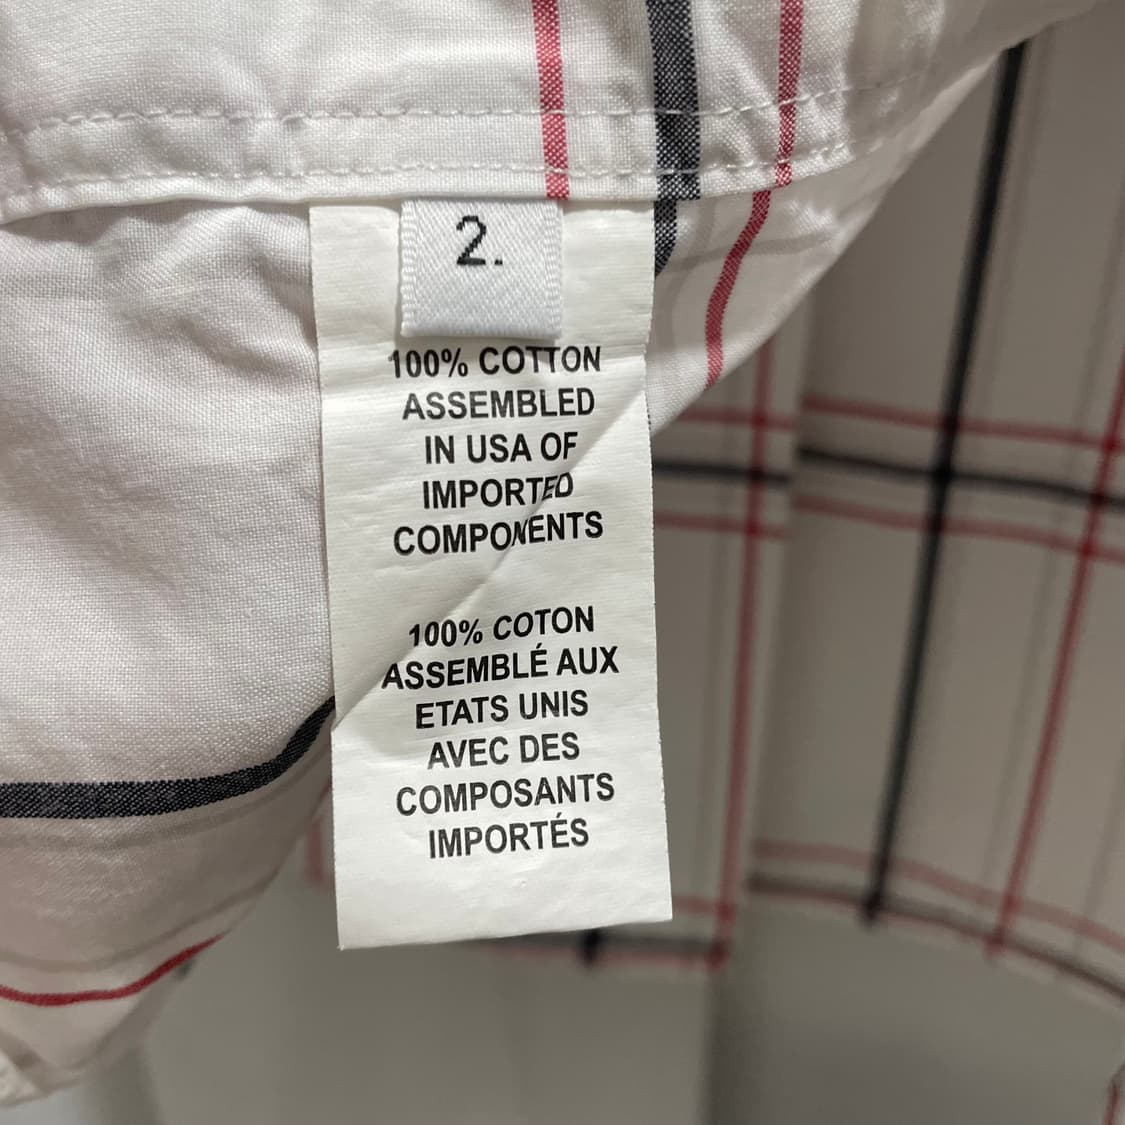 2.
100% COTTON
ASSEMBLED
IN USA OF
IMPORTED
COMPONENTS
100% COTON
ASSEMBLÉ AUX
ETATS UNIS
AVEC DES
COMPOSANTS
IMPORTÉS